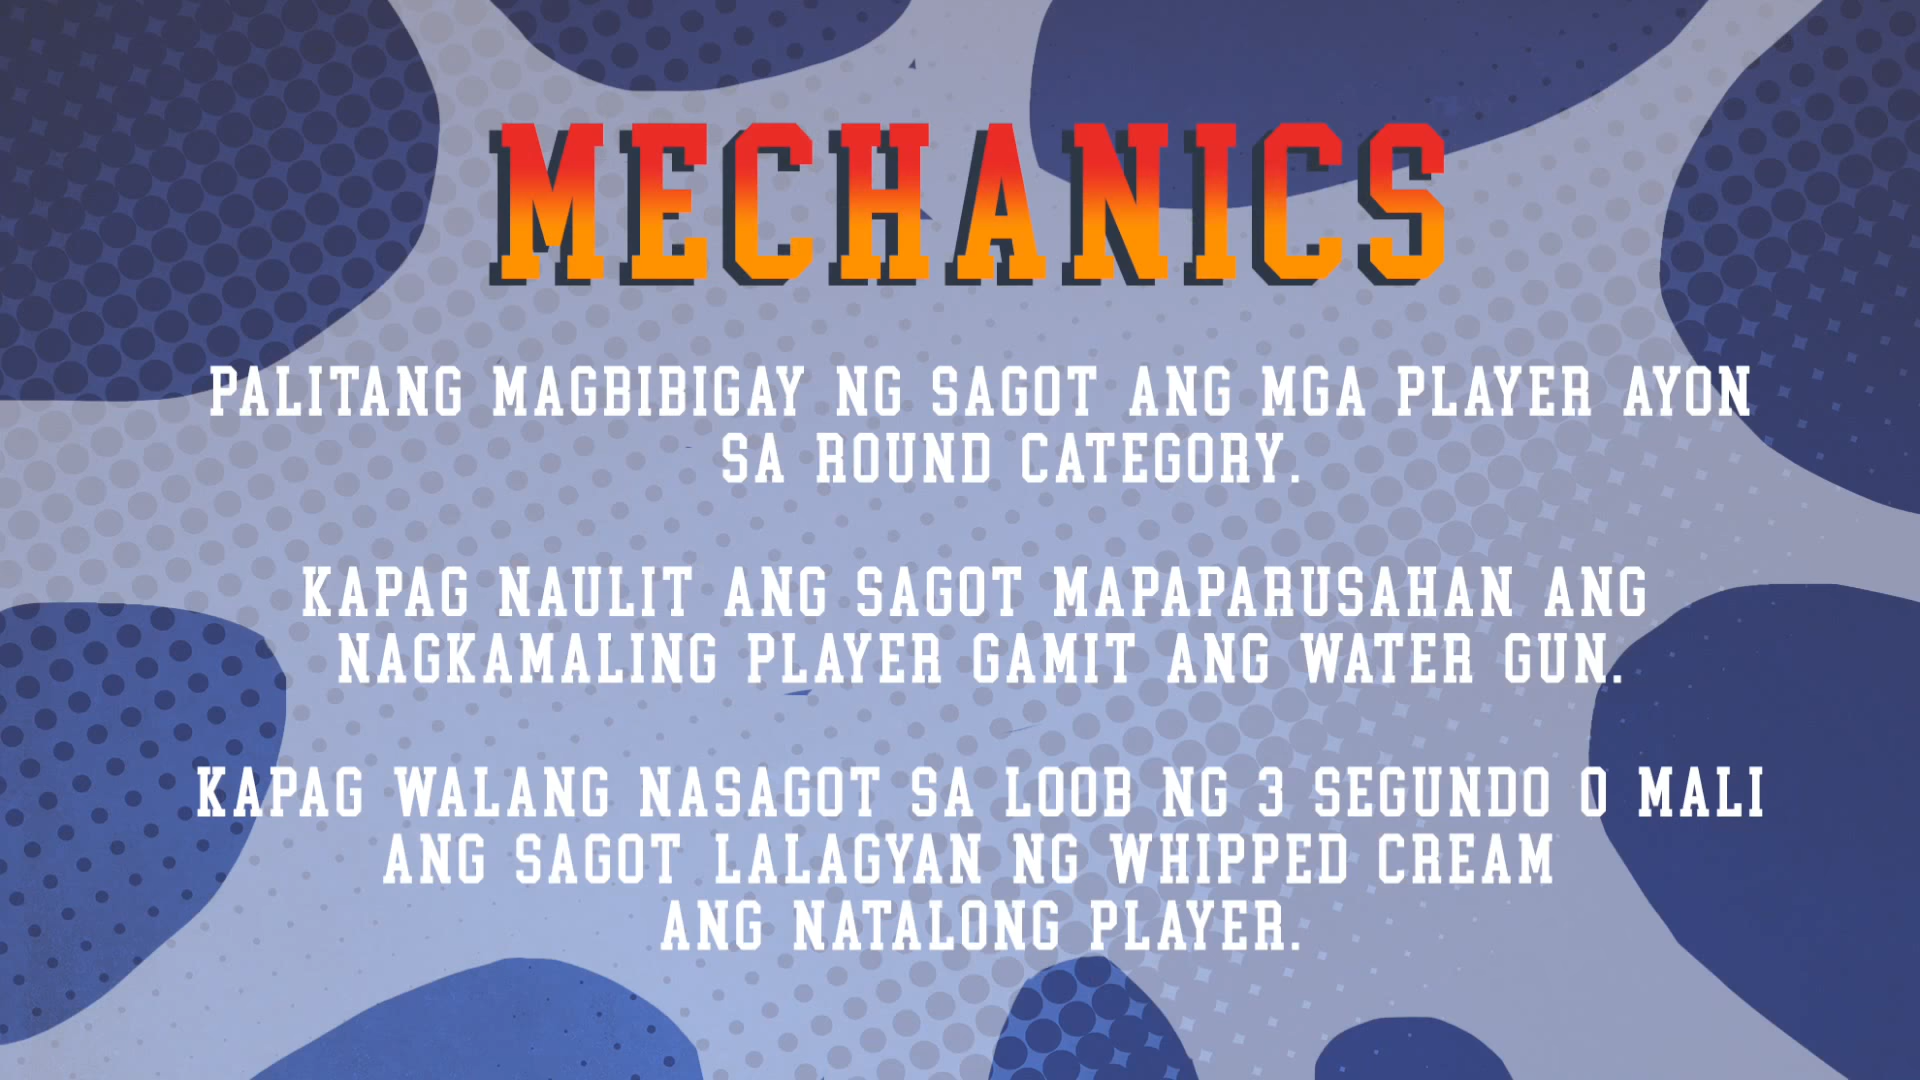 MECHANICS
PALITANG MAGBIBIGAY NG SAGOT ANG MGA PLAYER AYON
SA ROUND CATEGORY.
KAPAG NAULIT ANG SAGOT MAPAPARUSAHAN ANG
NAGKAMALING PLAYER GAMIT ANG WATER GUN.
KAPAG WALANG NASAGOT SA LOOB NG 3 SEGUNDO O MALI
ANG SAGOT LALAGYAN NG WHIPPED CREAM
ANG NATALONG PLAYER.